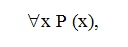 ∀x P (x),